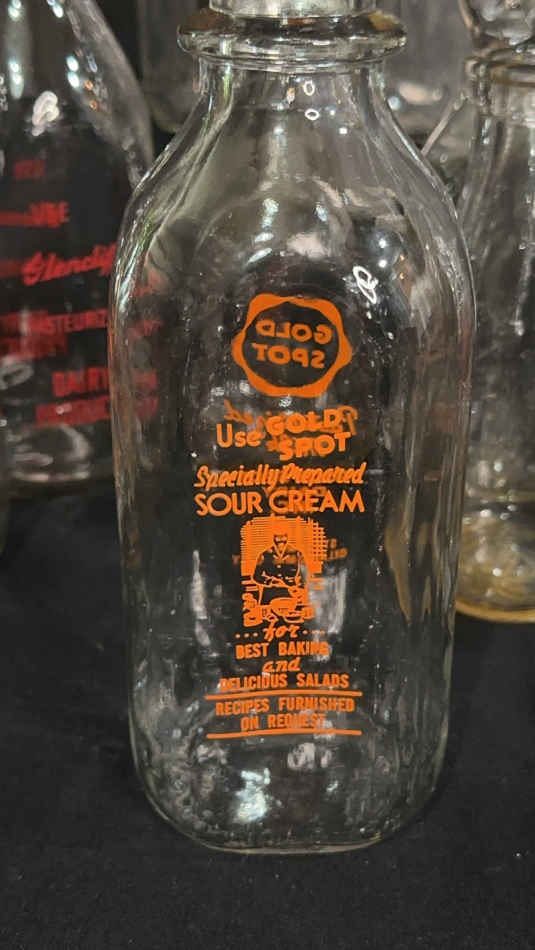 GOLD
SPOT
Use GOLD
SPOT
Specially Prepared
SOUR CREAM
... for ...
BEST BAKING
and
DELICIOUS SALADS
RECIPES FURNISHED
ON REQUEST
USE